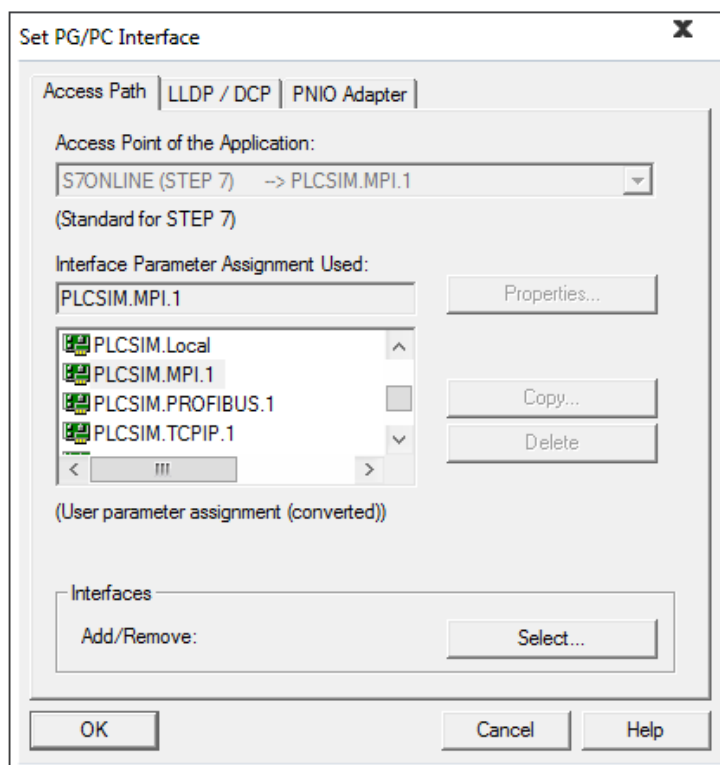 Set PG/PC Interface
X
Access Path LLDP / DCP PNIO Adapter
Access Point of the Application:
S7ONLINE (STEP 7) --> PLCSIM.MPI.1
(Standard for STEP 7)
Interface Parameter Assignment Used:
PLCSIM.MPI.1
Properties...
PLCSIM.Local
PLCSIM.MPI.1
PLCSIM.PROFIBUS.1
PLCSIM.TCPIP.1
Copy...
Delete
(User parameter assignment (converted))
Interfaces
Add/Remove:
Select...
OK Cancel Help